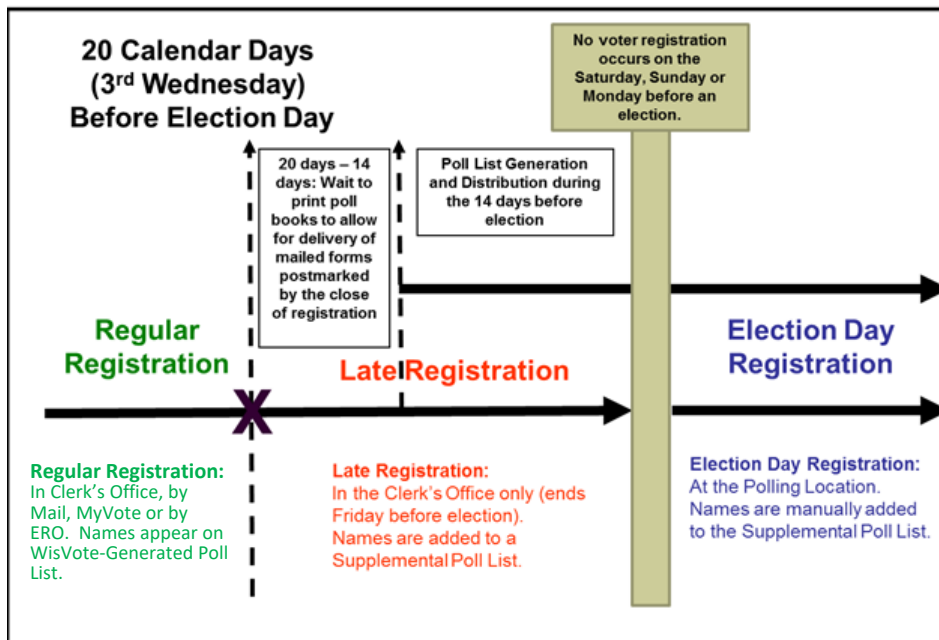 20 Calendar Days
(3rd Wednesday)
Before Election Day
No voter registration
occurs on the
Saturday, Sunday or
Monday before an
election.
20 days – 14
days: Wait to
print poll
books to allow
for delivery of
mailed forms
postmarked
by the close
of registration
Poll List Generation
and Distribution during
the 14 days before
election
Regular
Registration
Late Registration
Election Day
Registration
X
Regular Registration:
In Clerk's Office, by
Mail, MyVote or by
ERO. Names appear on
WisVote-Generated Poll
List.
Late Registration:
In the Clerk's Office only (ends
Friday before election).
Names are added to a
Supplemental Poll List.
Election Day Registration:
At the Polling Location.
Names are manually added
to the Supplemental Poll List.